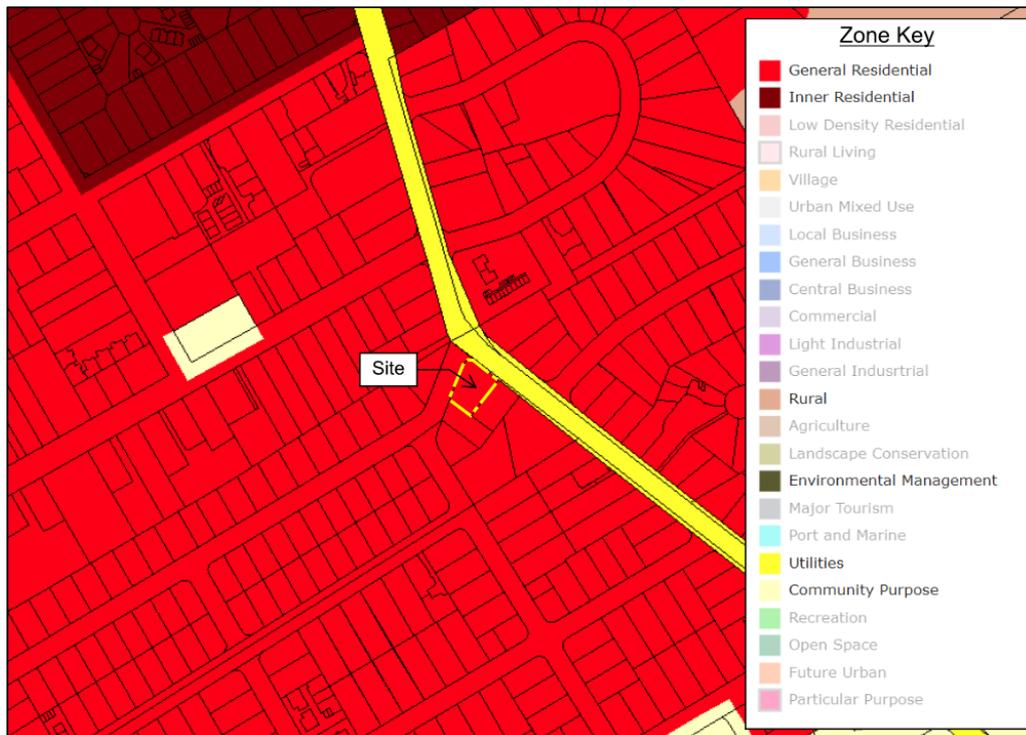 Zone Key
General Residential
Inner Residential
Low Density Residential
Rural Living
Village
Urban Mixed Use
Local Business
General Business
Central Business
Commercial
Light Industrial
General Indusrtrial
Rural
Agriculture
Landscape Conservation
Environmental Management
Major Tourism
Port and Marine
Utilities
Community Purpose
Recreation
Open Space
Future Urban
Particular Purpose
Site